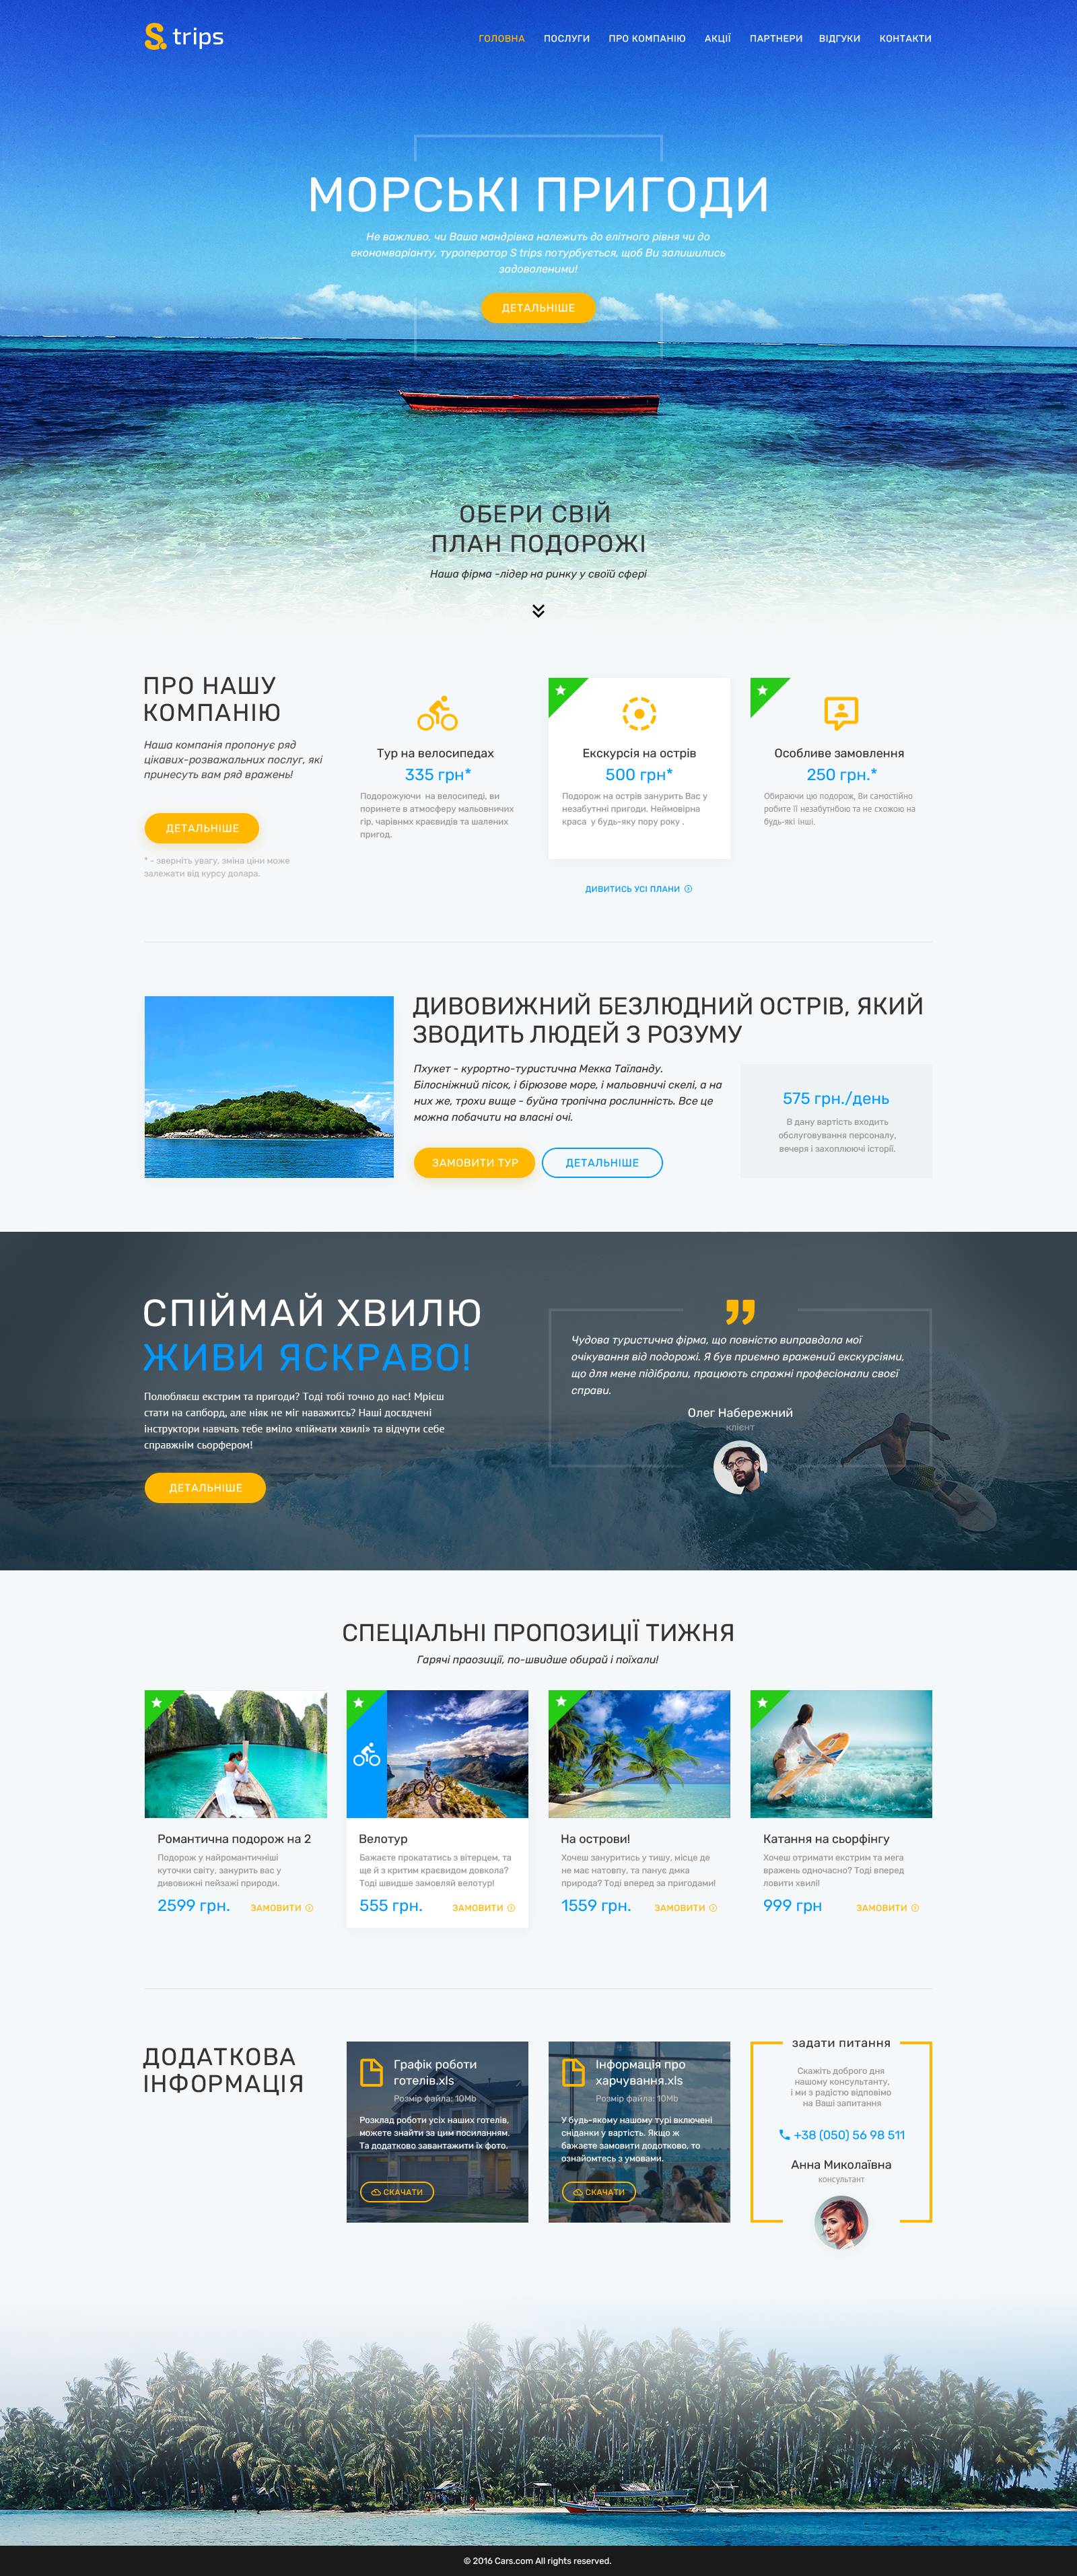 S. trips
ГОЛОВНА ПОСЛУГИ ПРО КОМПАНІЮ АКЦІЇ ПАРТНЕРИ ВІДГУКИ КОНТАКТИ
МОРСЬКІ ПРИГОДИ
Не важливо, чи Ваша мандрівка належить до елітного рівня чи до
економваріанту, туроператор S trips потурбується, щоб Ви залишились
задоволеними!
ДЕТАЛЬНІШЕ
ОБЕРИ СВІЙ
ПЛАН ПОДОРОЖІ
Наша фірма -лідер на ринку у своїй сфері
ПРО НАШУ
КОМПАНІЮ
Наша компанія пропонує ряд
цікавих-розважальних послуг, які
принесуть вам ряд вражень!
ДЕТАЛЬНІШЕ
* - зверніть увагу, зміна ціни може
залежати від курсу долара.
Тур на велосипедах
335 грн*
Подорожуючи на велосипеді, ви
поринете в атмосферу мальовничих
гір, чарівнмх краєвидів та шалених
пригод.
Екскурсія на острів
500 грн*
Подорож на острів занурить Вас у
незабутнні пригоди. Неймовірна
краса у будь-яку пору року .
Особливе замовлення
250 грн.*
Обираючи цю подорож, Ви самостійно
робите її незабутнбою та не схожою на
будь-які інші.
ДИВИТИСЬ УСІ ПЛАНИ
ДИВОВИЖНИЙ БЕЗЛЮДНИЙ ОСТРІВ, ЯКИЙ
ЗВОДИТЬ ЛЮДЕЙ З РОЗУМУ
Пхукет - курортно-туристична Мекка Таїланду.
Білосніжний пісок, і бірюзове море, і мальовничі скелі, а на
них же, трохи вище - буйна тропічна рослинність. Все це
можна побачити на власні очі.
ЗАМОВИТИ ТУР
ДЕТАЛЬНІШЕ
575 грн./день
В дану вартість входить
обслуговування персоналу,
вечеря і захоплюючі історії.
СПІЙМАЙ ХВИЛЮ
ЖИВИ ЯСКРАВО!
Полюбляєш екстрим та пригоди? Тоді тобі точно до нас! Мрієш
стати на сапборд, але ніяк не міг наважитсь? Наші досвдчені
інструктори навчать тебе вміло «піймати хвилі» та відчути себе
справжнім сьорфером!
ДЕТАЛЬНІШЕ
Чудова туристична фірма, що повністю виправдала мої
очікування від подорожі. Я був приємно вражений екскурсіями,
що для мене підібрали, працюють спражні професіонали своєї
справи.
Олег Набережний
клієнт
СПЕЦІАЛЬНІ ПРОПОЗИЦІЇ ТИЖНЯ
Гарячі праозиції, по-швидше обирай і поїхали!
Романтична подорож на 2
Подорож у найромантичніші
куточки світу, занурить вас у
дивовижні пейзажі природи.
2599 грн. ЗАМОВИТИ
Велотур
Бажаєте прокататись з вітерцем, та
ще й з критим краєвидом довкола?
Тоді швидше замовляй велотур!
555 грн. ЗАМОВИТИ
На острови!
Хочеш зануритись у тишу, місце де
не має натовпу, та панує дмка
природа? Тоді вперед за пригодами!
1559 грн. ЗАМОВИТИ
Катання на сьорфінгу
Хочеш отримати екстрим та мега
вражень одночасно? Тоді вперед
ловити хвилі!
999 грн ЗАМОВИТИ
ДОДАТКОВА
ІНФОРМАЦІЯ
Графік роботи
готелів.xls
Розмір файла: 10Mb
Розклад роботи усіх наших готелів,
можете знайти за цим посиланням.
Та додатково завантажити їх фото.
СКАЧАТИ
Інформація про
харчування.xls
Розмір файла: 10Mb
У будь-якому нашому турі включені
сніданки у вартість. Якщо ж
бажаєте замовити додотково, то
ознайомтесь з умовами.
СКАЧАТИ
задати питання
Скажіть доброго дня
нашому консультанту,
і ми з радістю відповімо
на Ваші запитання
+38 (050) 56 98 511
Анна Миколаївна
консультант
© 2016 Cars.com All rights reserved.